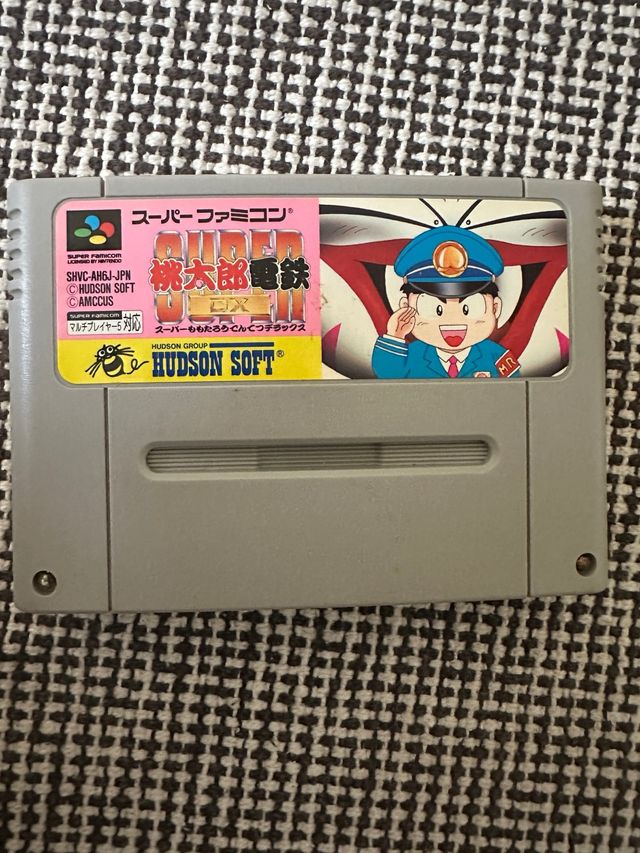 スーパーファミコン®
SUPER FAMICOM
LICENSED BY NINTENDO
SHVC-AH6J-JPN
©HUDSON SOFT
©AMCCUS
SUPER FAMICOM
マルチプレイヤー5 対応
SUPER
桃太郎電鉄
DX
スーパーももたろうでんてつデラックス
HUDSON GROUP
HUDSON SOFT®
M.R